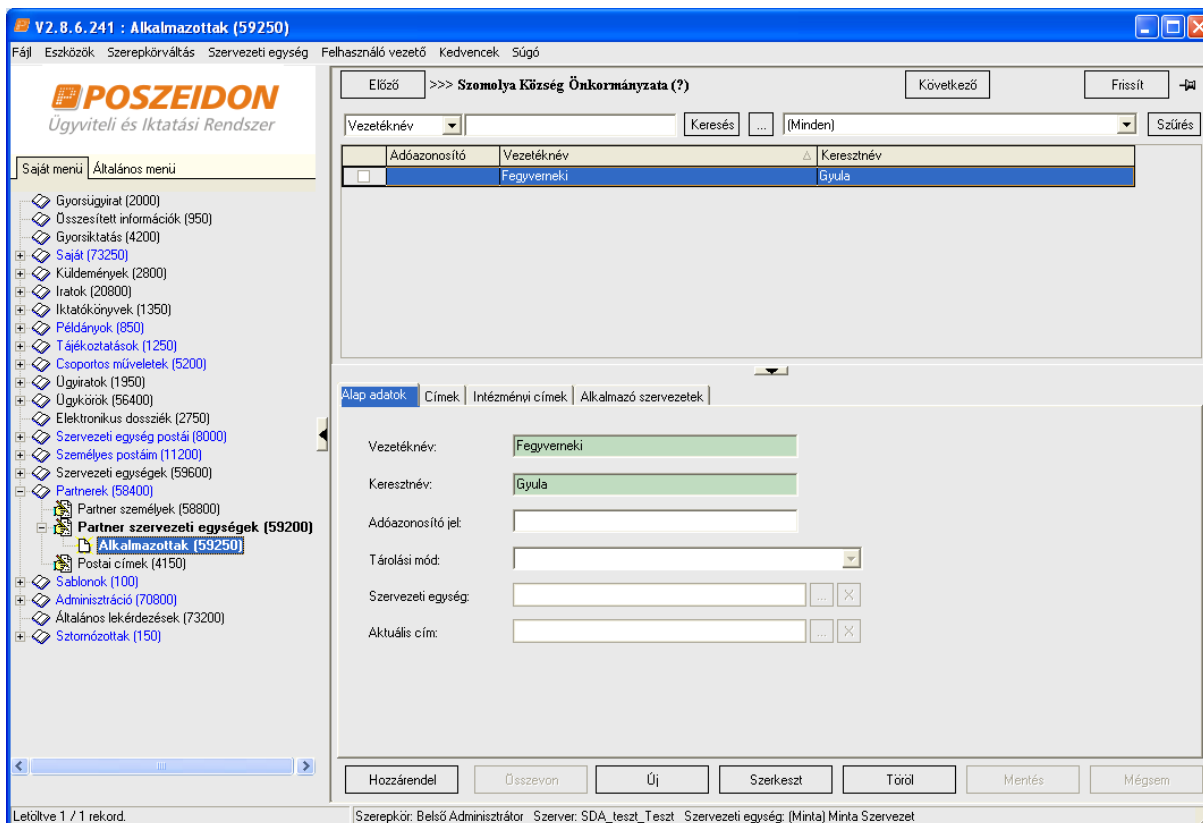 V2.8.6.241 : Alkalmazottak (59250)
Fájl Eszközök Szerepkörváltás Szervezeti egység Felhasználó vezető Kedvencek Súgó
POSZEIDON
Ügyviteli és Iktatási Rendszer
Saját menü Általános menü
Gyorsügyirat (2000)
Összesített információk (950)
Gyorsiktatás (4200)
Saját (73250)
Küldemények (2800)
Iratok (20800)
Iktatókönyvek (1350)
Példányok (850)
Tájékoztatások (1250)
Csoportos műveletek (5200)
Ügyiratok (1950)
Ügykörök (56400)
Elektronikus dossziék (2750)
Szervezeti egység postái (8000)
Személyes postáim (11200)
Szervezeti egységek (59600)
Partnerek (58400)
Partner személyek (58800)
Partner szervezeti egységek (59200)
Alkalmazottak (59250)
Postai címek (4150)
Sablonok (100)
Adminisztráció (70800)
Általános lekérdezések (73200)
Sztornózottak (150)
Előző >>> Szomolya Község Önkormányzata (?) Következő Frissít
Vezetéknév Keresés ... (Minden) Szűrés
Adóazonosító Vezetéknév Keresztnév
Fegyverneki Gyula
Alap adatok Címek Intézményi címek Alkalmazó szervezetek
Vezetéknév: Fegyverneki
Keresztnév: Gyula
Adóazonosító jel:
Tárolási mód:
Szervezeti egység: ... X
Aktuális cím: ... X
Hozzárendel Összevon Új Szerkeszt Töröl Mentés Mégsem
Letöltve 1 / 1 rekord. Szerepkör: Belső Adminisztrátor Szerver: SDA_teszt_Teszt Szervezeti egység: (Minta) Minta Szervezet